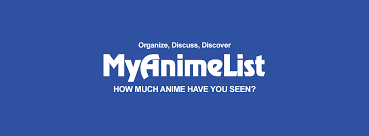 Organize, Discuss, Discover
MyAnimeList
HOW MUCH ANIME HAVE YOU SEEN?